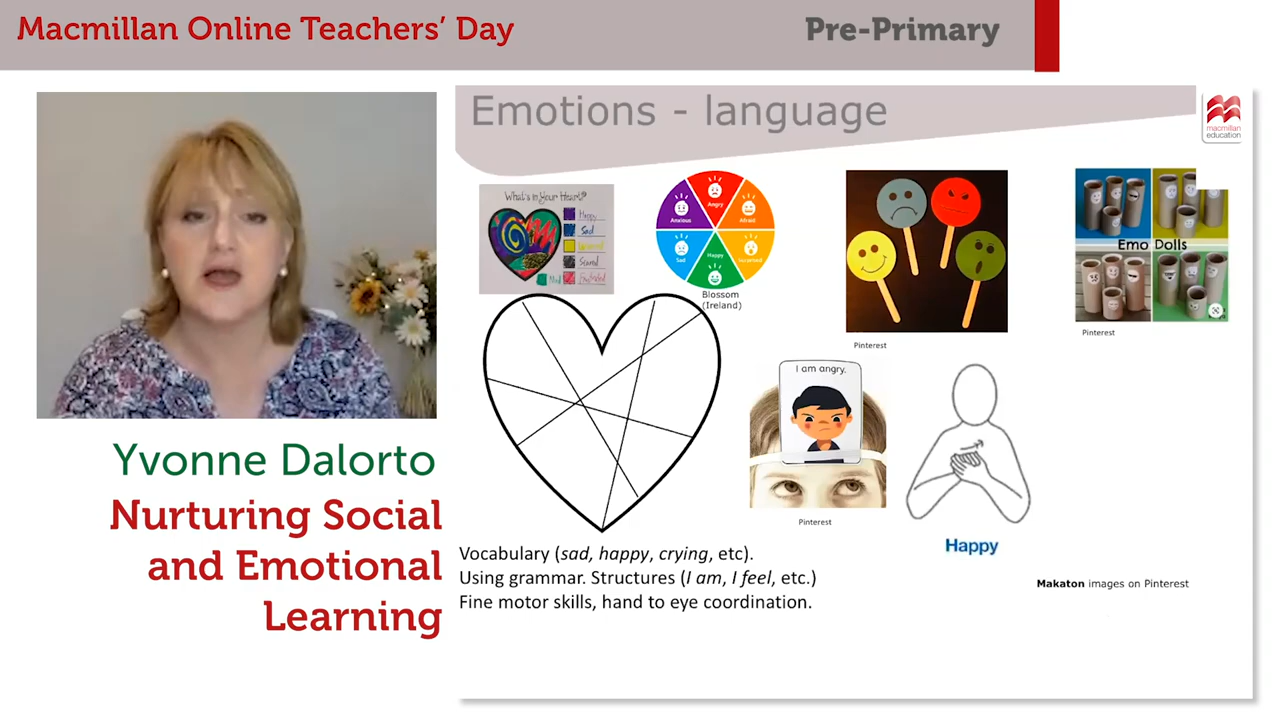 Macmillan Online Teachers' Day
Pre-Primary
Emotions - language
macmillan
education
What's in Your Heart?
Happy
Sad
Scared
Excited
Anxious
Angry
Afraid
Sad
Happy
Surprised
Blossom
(Ireland)
Pinterest
Emo Dolls
Pinterest
I am angry.
Pinterest
Happy
Makaton images on Pinterest
Yvonne Dalorto
Nurturing Social
and Emotional
Learning
Vocabulary (sad, happy, crying, etc).
Using grammar. Structures (I am, I feel, etc.)
Fine motor skills, hand to eye coordination.